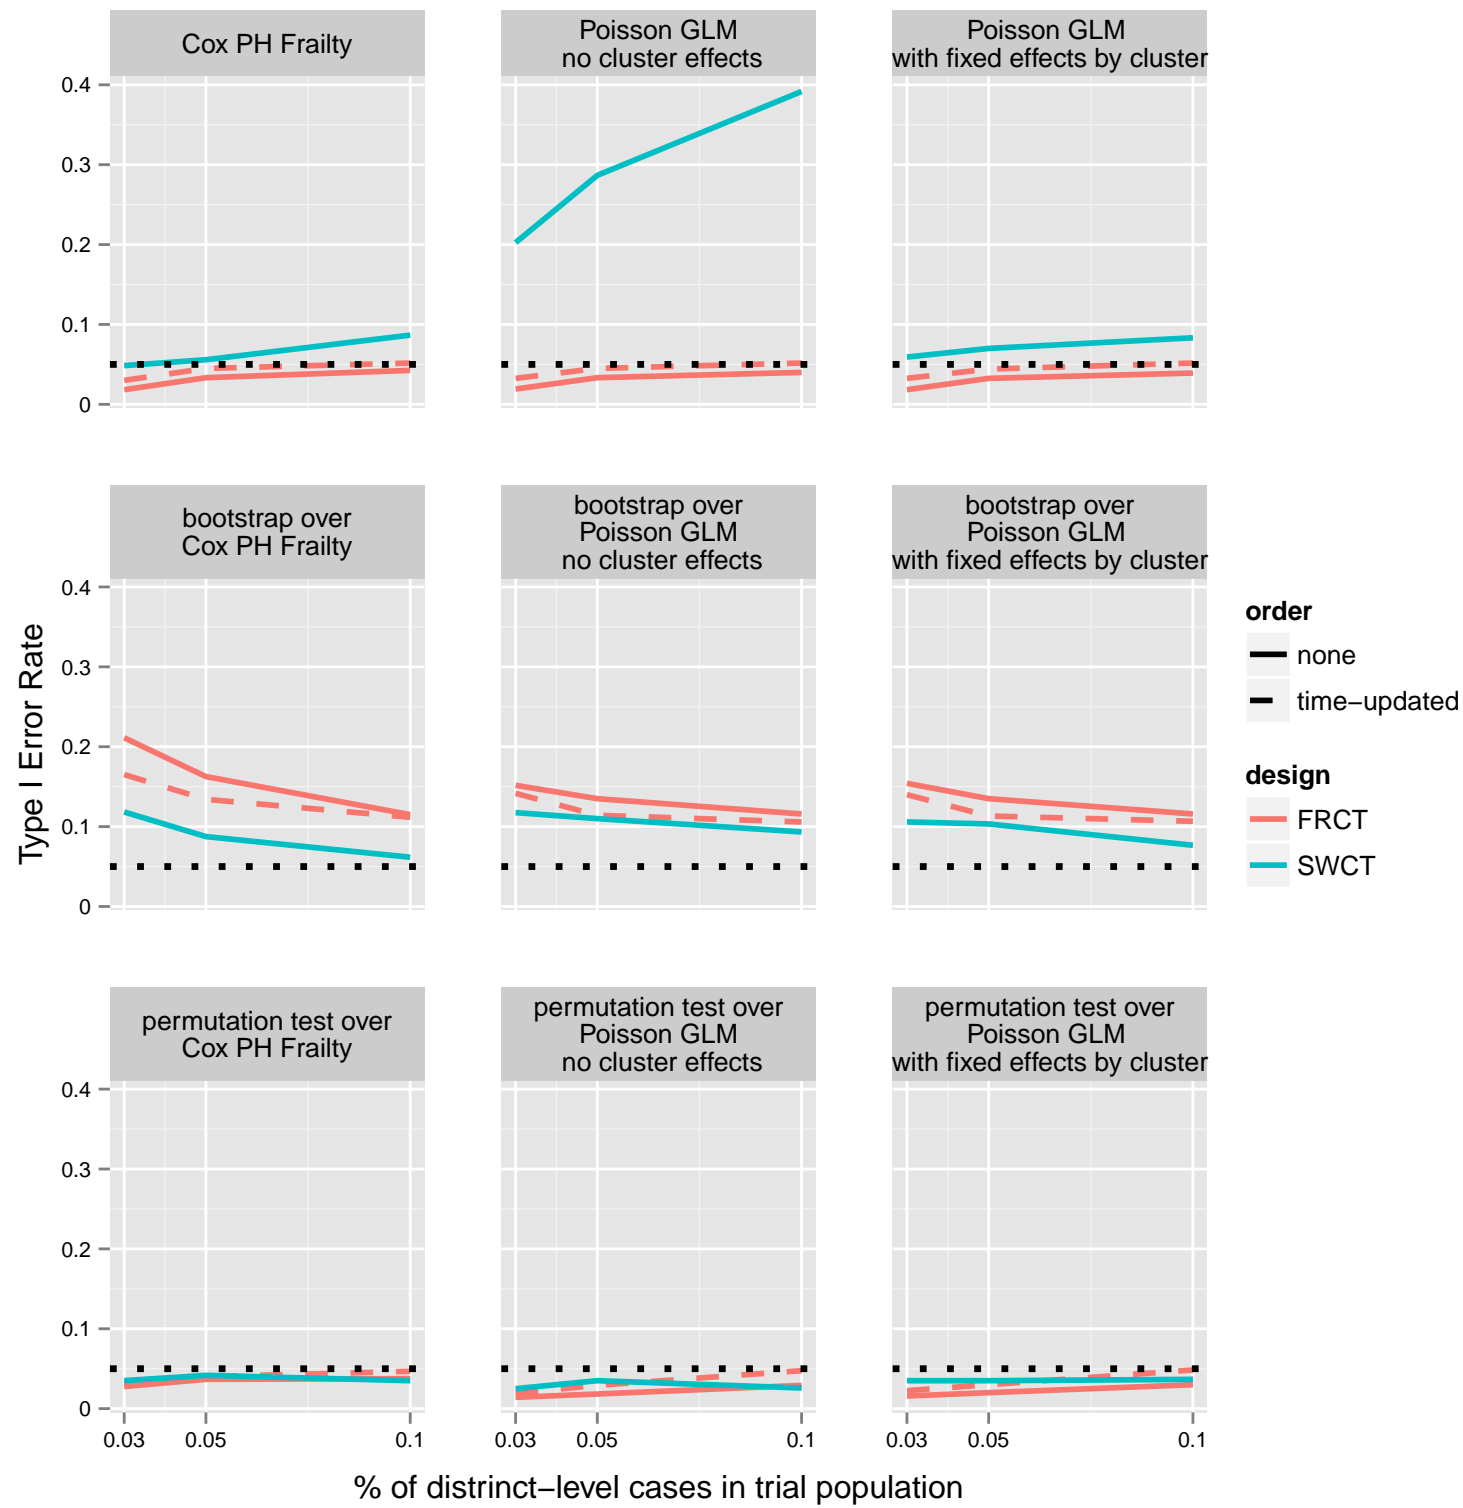 Cox PH Frailty
Poisson GLM
no cluster effects
Poisson GLM
with fixed effects by cluster
0.4
0.3
0.2
0.1
0
bootstrap over
Cox PH Frailty
bootstrap over
Poisson GLM
no cluster effects
bootstrap over
Poisson GLM
with fixed effects by cluster
0.4
0.3
0.2
0.1
0
Type I Error Rate
order
none
time−updated
design
FRCT
SWCT
permutation test over
Cox PH Frailty
permutation test over
Poisson GLM
no cluster effects
permutation test over
Poisson GLM
with fixed effects by cluster
0.4
0.3
0.2
0.1
0
0.03 0.05 0.1
0.03 0.05 0.1
0.03 0.05 0.1
% of distrinct−level cases in trial population